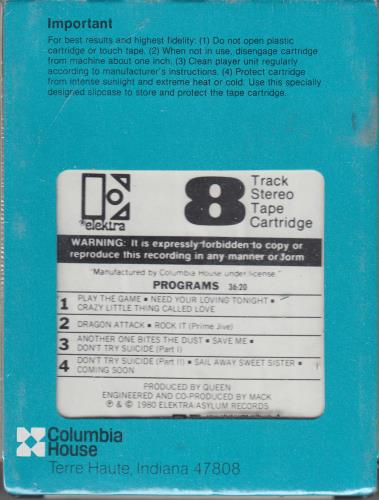 Important
For best results and highest fidelity: (1) Do not open plastic
cartridge or touch tape. (2) When not in use, disengage cartridge
from machine about one inch. (3) Clean player unit regularly
according to manufacturer's instructions. (4) Protect cartridge
from intense sunlight and extreme heat or cold. Use this specially
designed slipcase to store and protect the tape cartridge.
elektra
8 Track
Stereo
Tape
Cartridge
WARNING: It is expressly forbidden to copy or
reproduce this recording in any manner or form
"Manufactured by Columbia House under license."
PROGRAMS 36:20
1 PLAY THE GAME ▪ NEED YOUR LOVING TONIGHT ▪
CRAZY LITTLE THING CALLED LOVE
2 DRAGON ATTACK ▪ ROCK IT (Prime Jive)
3 ANOTHER ONE BITES THE DUST ▪ SAVE ME ▪
DON'T TRY SUICIDE (Part I)
4 DON'T TRY SUICIDE (Part II) ▪ SAIL AWAY SWEET SISTER ▪
COMING SOON
PRODUCED BY QUEEN
ENGINEERED AND CO-PRODUCED BY MACK
℗ & © 1980 ELEKTRA/ASYLUM RECORDS
Columbia
House
Terre Haute, Indiana 47808